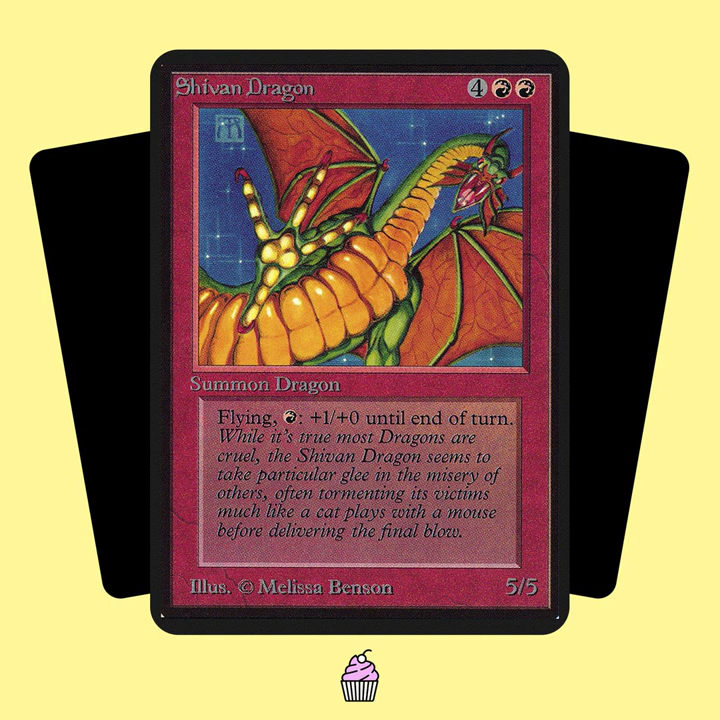 Shivan Dragon 4
Summon Dragon
Flying, : +1/+0 until end of turn.
While it's true most Dragons are
cruel, the Shivan Dragon seems to
take particular glee in the misery of
others, often tormenting its victims
much like a cat plays with a mouse
before delivering the final blow.
Illus. © Melissa Benson 5/5